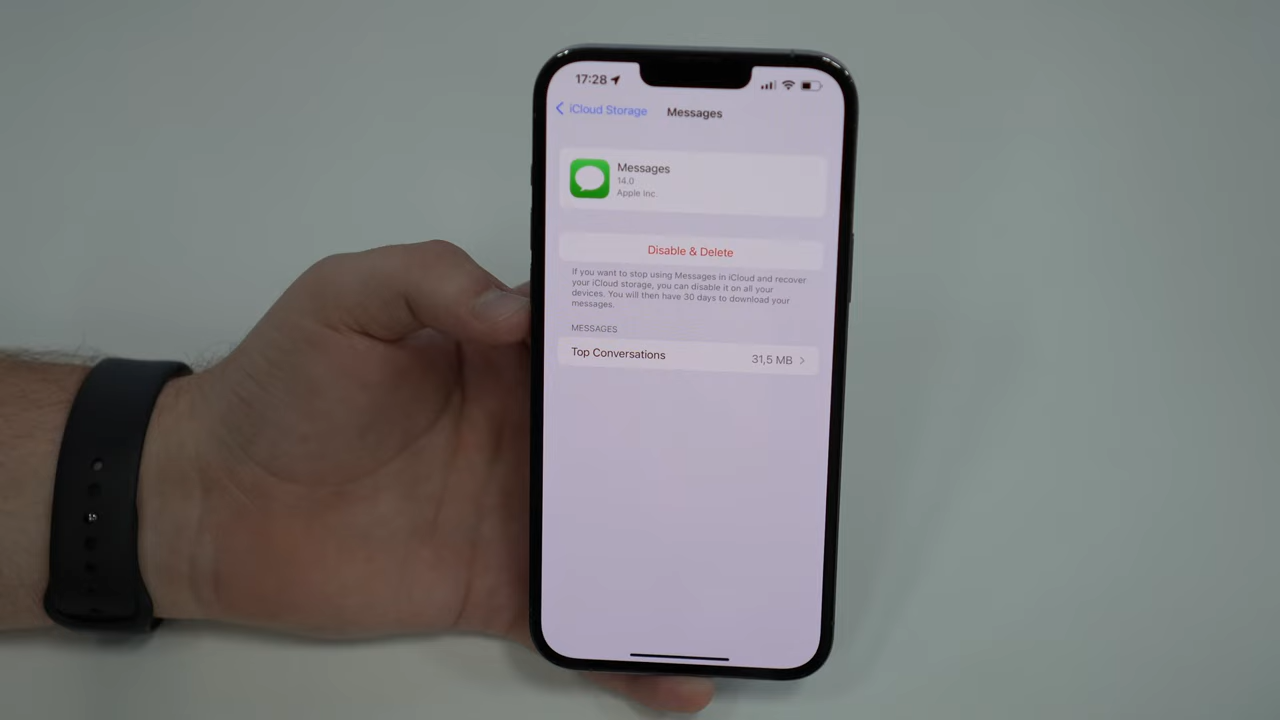 17:28
iCloud Storage Messages
Messages
14.0
Apple Inc.
Disable & Delete
If you want to stop using Messages in iCloud and recover
your iCloud storage, you can disable it on all your
devices. You will then have 30 days to download your
messages.
MESSAGES
Top Conversations 31,5 MB